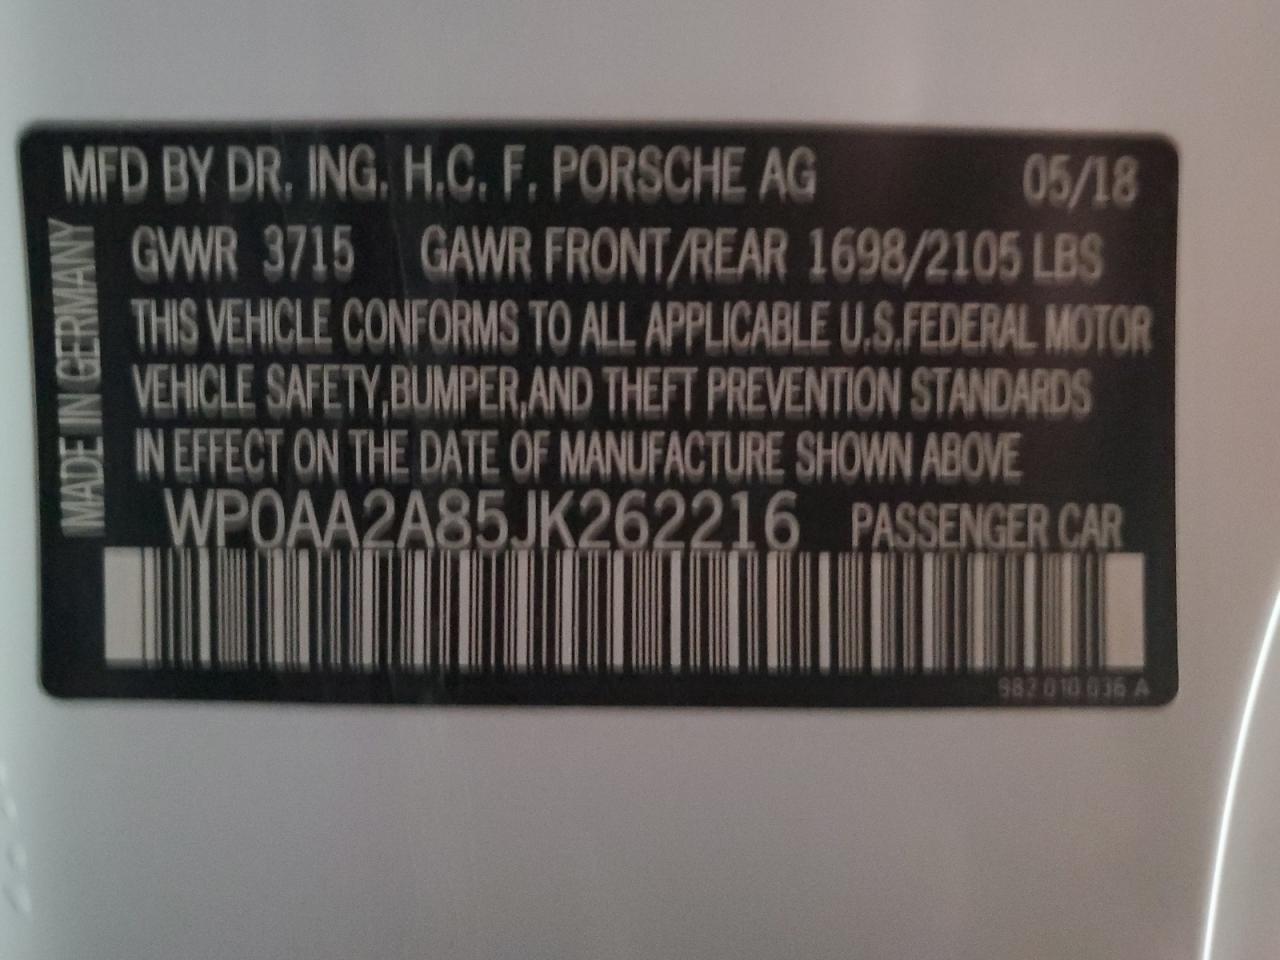 MFD BY DR. ING. H.C. F. PORSCHE AG 05/18
GVWR 3715 GAWR FRONT/REAR 1698/2105 LBS
THIS VEHICLE CONFORMS TO ALL APPLICABLE U.S.FEDERAL MOTOR
VEHICLE SAFETY,BUMPER,AND THEFT PREVENTION STANDARDS
IN EFFECT ON THE DATE OF MANUFACTURE SHOWN ABOVE
WP0AA2A85JK262216 PASSENGER CAR
982 010 036 A
MADE IN GERMANY